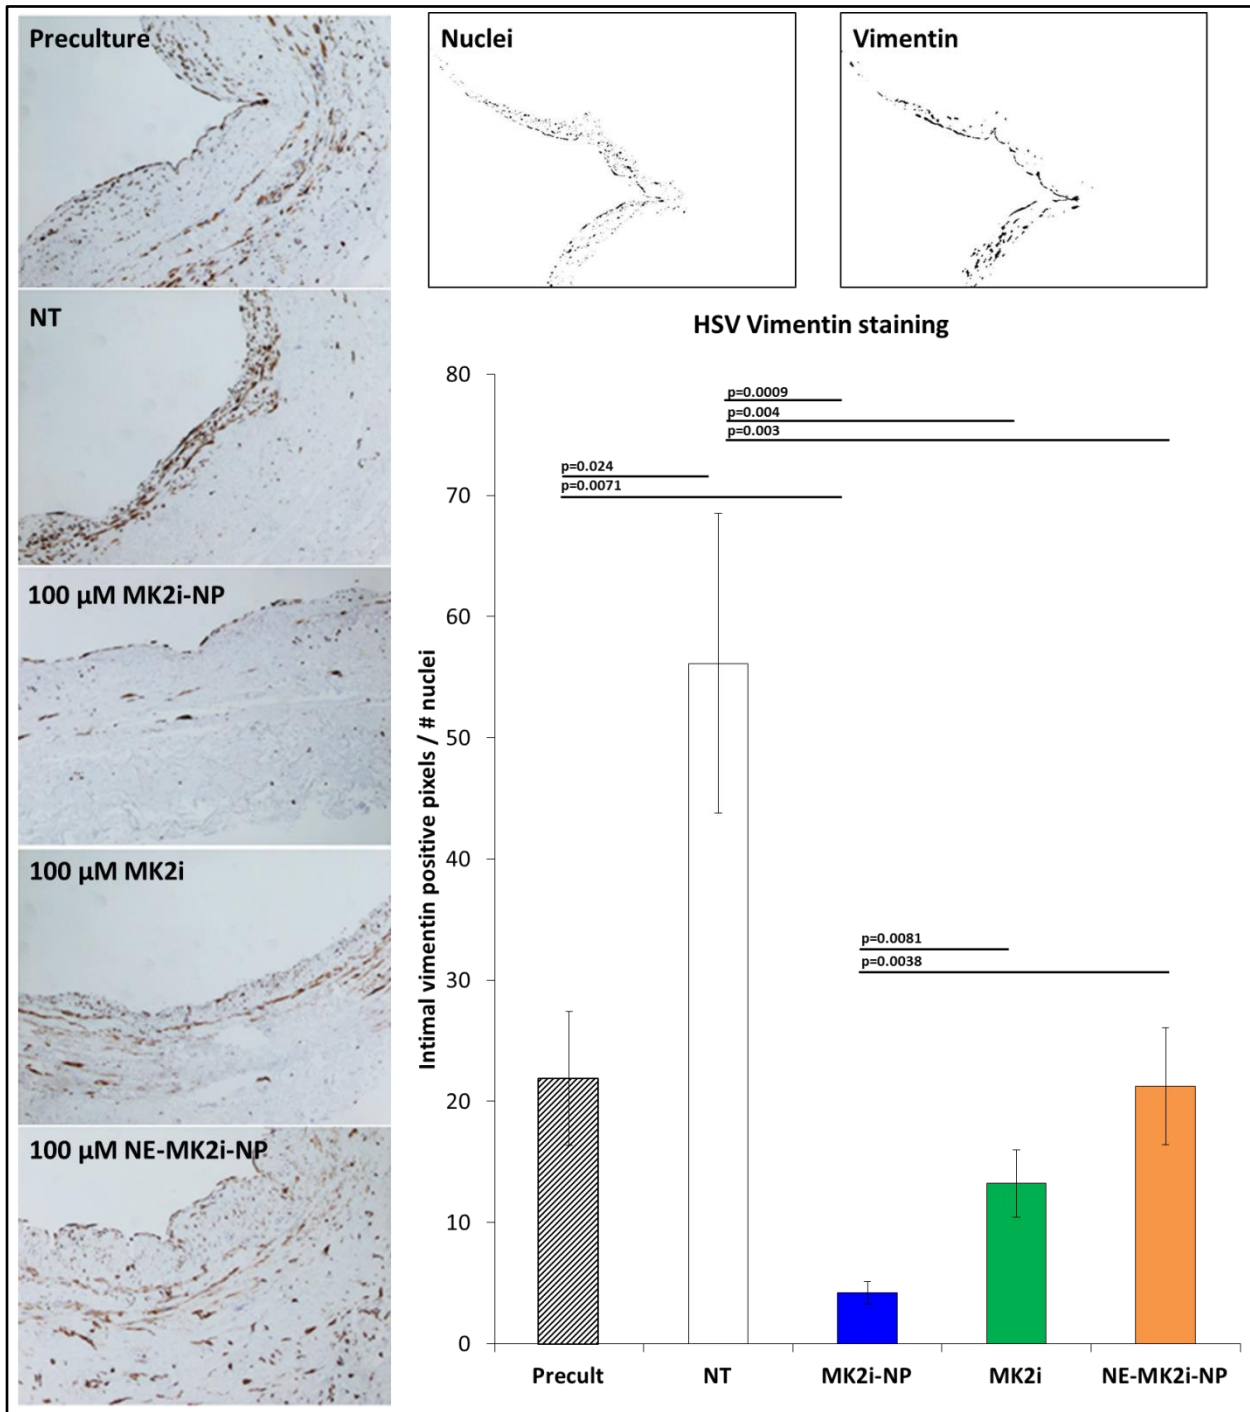 Preculture
NT
100 µM MK2i-NP
100 µM MK2i
100 µM NE-MK2i-NP
Nuclei
Vimentin
HSV Vimentin staining
Intimal vimentin positive pixels / # nuclei
80
70
60
50
40
30
20
10
0
p=0.0009
p=0.004
p=0.003
p=0.024
p=0.0071
p=0.0081
p=0.0038
Precult NT MK2i-NP MK2i NE-MK2i-NP